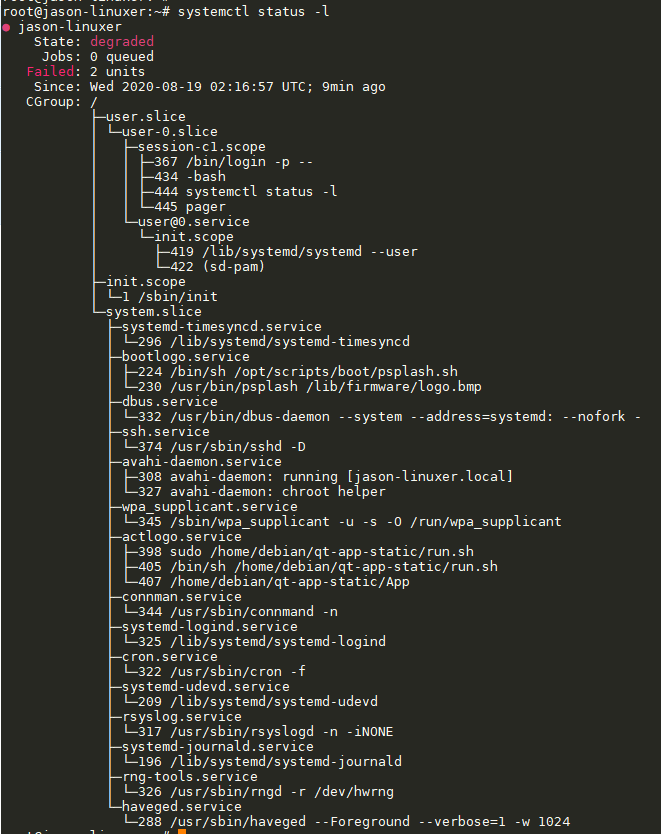 root@jason-linuxer:~# systemctl status -l
● jason-linuxer
    State: degraded
     Jobs: 0 queued
   Failed: 2 units
    Since: Wed 2020-08-19 02:16:57 UTC; 9min ago
   CGroup: /
           ├─user.slice
           │ └─user-0.slice
           │   ├─session-c1.scope
           │   │ ├─367 /bin/login -p --
           │   │ ├─434 -bash
           │   │ ├─444 systemctl status -l
           │   │ └─445 pager
           │   └─user@0.service
           │     └─init.scope
           │       ├─419 /lib/systemd/systemd --user
           │       └─422 (sd-pam)
           ├─init.scope
           │ └─1 /sbin/init
           └─system.slice
             ├─systemd-timesyncd.service
             │ └─296 /lib/systemd/systemd-timesyncd
             ├─bootlogo.service
             │ ├─224 /bin/sh /opt/scripts/boot/psplash.sh
             │ └─230 /usr/bin/psplash /lib/firmware/logo.bmp
             ├─dbus.service
             │ └─332 /usr/bin/dbus-daemon --system --address=systemd: --nofork -
             ├─ssh.service
             │ └─374 /usr/sbin/sshd -D
             ├─avahi-daemon.service
             │ ├─308 avahi-daemon: running [jason-linuxer.local]
             │ └─327 avahi-daemon: chroot helper
             ├─wpa_supplicant.service
             │ └─345 /sbin/wpa_supplicant -u -s -O /run/wpa_supplicant
             ├─actlogo.service
             │ ├─398 sudo /home/debian/qt-app-static/run.sh
             │ ├─405 /bin/sh /home/debian/qt-app-static/run.sh
             │ └─407 /home/debian/qt-app-static/App
             ├─connman.service
             │ └─344 /usr/sbin/connmand -n
             ├─systemd-logind.service
             │ └─325 /lib/systemd/systemd-logind
             ├─cron.service
             │ └─322 /usr/sbin/cron -f
             ├─systemd-udevd.service
             │ └─209 /lib/systemd/systemd-udevd
             ├─rsyslog.service
             │ └─317 /usr/sbin/rsyslogd -n -iNONE
             ├─systemd-journald.service
             │ └─196 /lib/systemd/systemd-journald
             ├─rng-tools.service
             │ └─326 /usr/sbin/rngd -r /dev/hwrng
             └─haveged.service
               └─288 /usr/sbin/haveged --Foreground --verbose=1 -w 1024